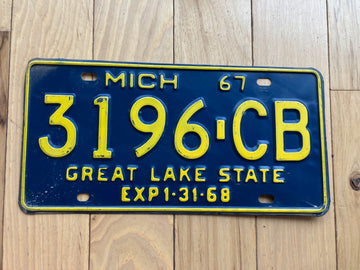 MICH 67
3196-CB
GREAT LAKE STATE
EXP 1-31-68